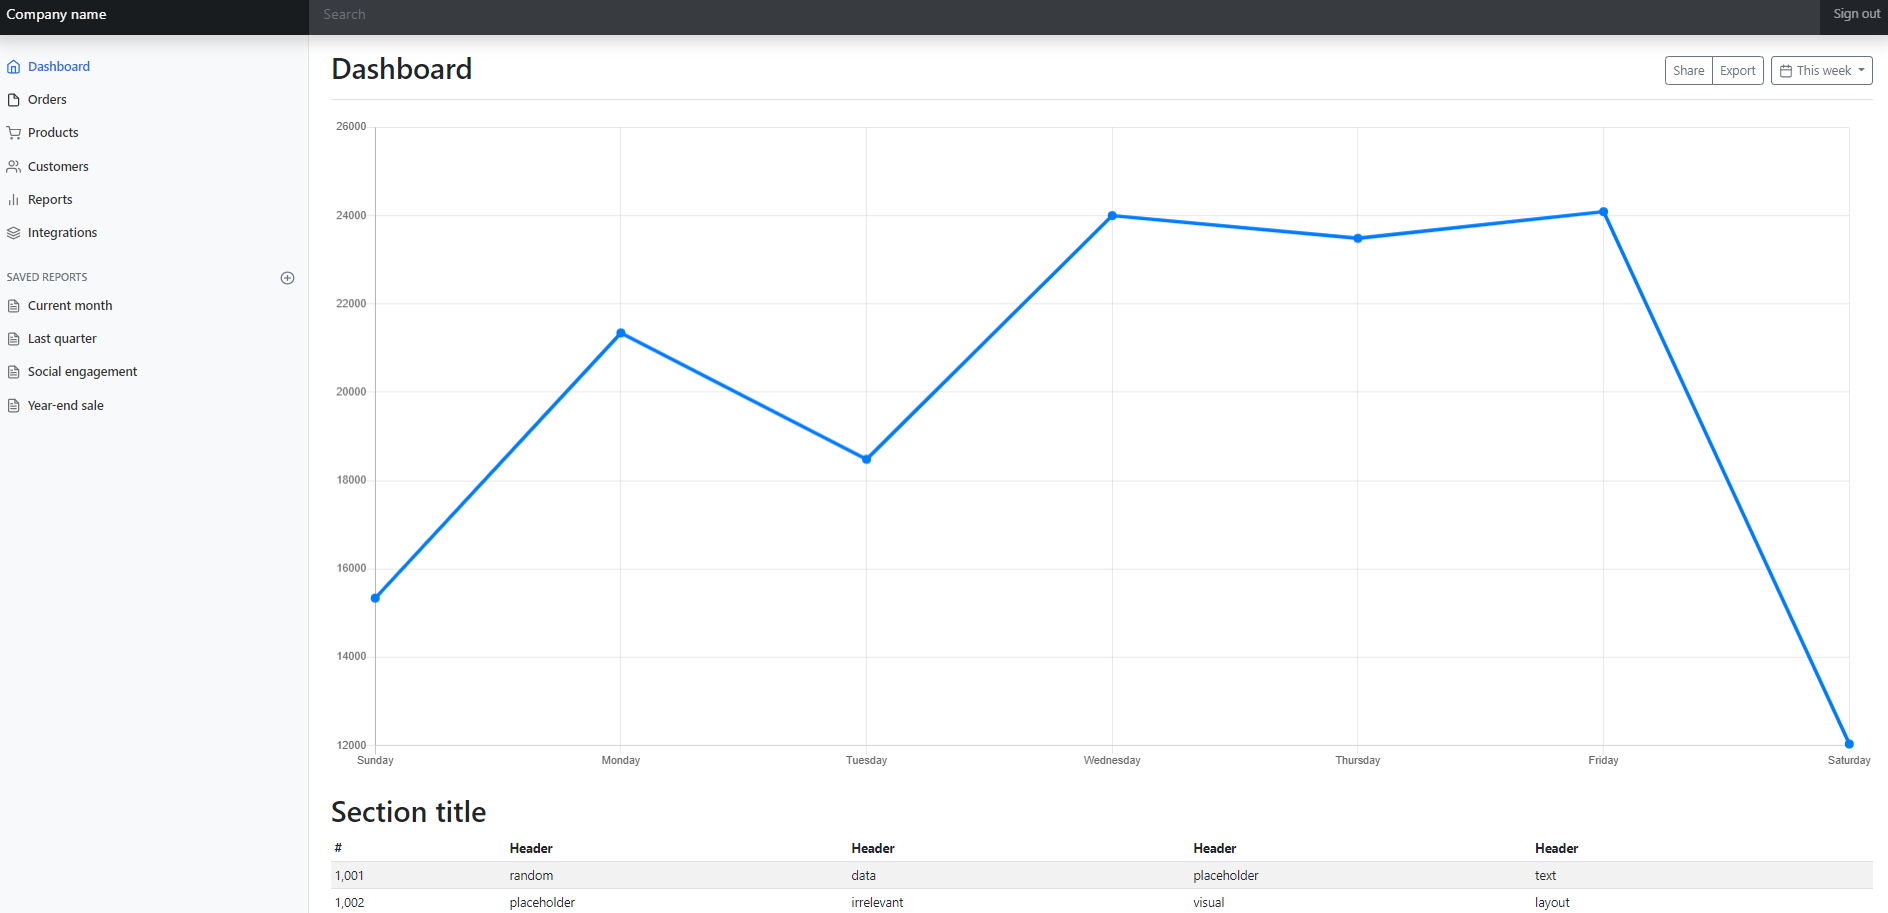 Company name
Search
Sign out
Dashboard
Orders
Products
Customers
Reports
Integrations
SAVED REPORTS
Current month
Last quarter
Social engagement
Year-end sale
Dashboard
Share Export This week
26000
24000
22000
20000
18000
16000
14000
12000
Sunday Monday Tuesday Wednesday Thursday Friday Saturday
Section title
# Header Header Header Header
1,001 random data placeholder text
1,002 placeholder irrelevant visual layout